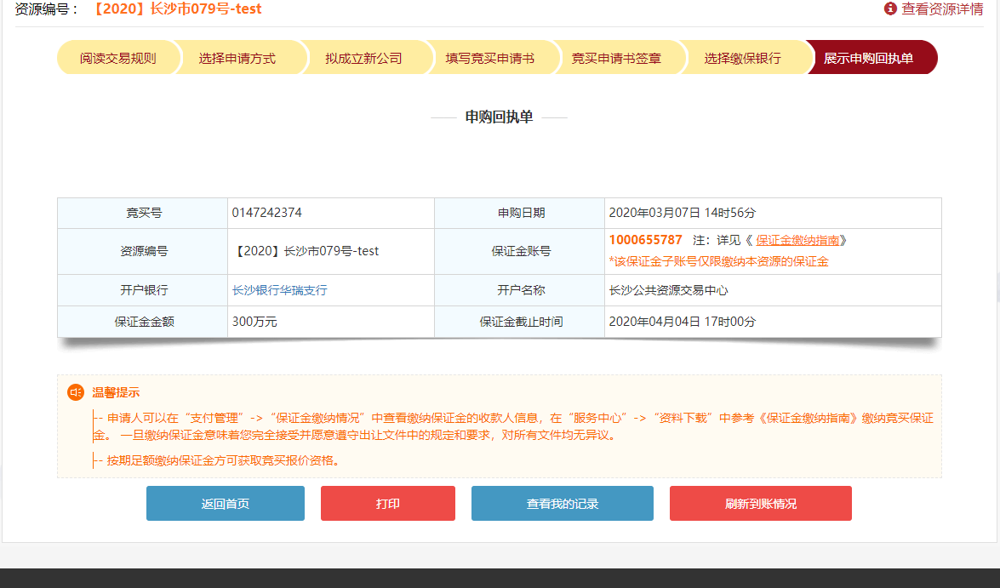 资源编号： 【2020】长沙市079号-test
查看资源详情
阅读交易规则 选择申请方式 拟成立新公司 填写竞买申请书 竞买申请书签章 选择缴保银行 展示申购回执单
申购回执单
竞买号 0147242374 申购日期 2020年03月07日 14时56分
资源编号 【2020】长沙市079号-test 保证金账号 1000655787 注：详见《 保证金缴纳指南》
*该保证金子账号仅限缴纳本资源的保证金
开户银行 长沙银行华瑞支行 开户名称 长沙公共资源交易中心
保证金金额 300万元 保证金截止时间 2020年04月04日 17时00分
温馨提示
-- 申请人可以在“支付管理”->“保证金缴纳情况”中查看缴纳保证金的收款人信息，在“服务中心”->“资料下载”中参考《保证金缴纳指南》缴纳竞买保证
金。 一旦缴纳保证金意味着您完全接受并愿意遵守出让文件中的规定和要求，对所有文件均无异议。
-- 按期足额缴纳保证金方可获取竞买报价资格。
返回首页 打印 查看我的记录 刷新到账情况